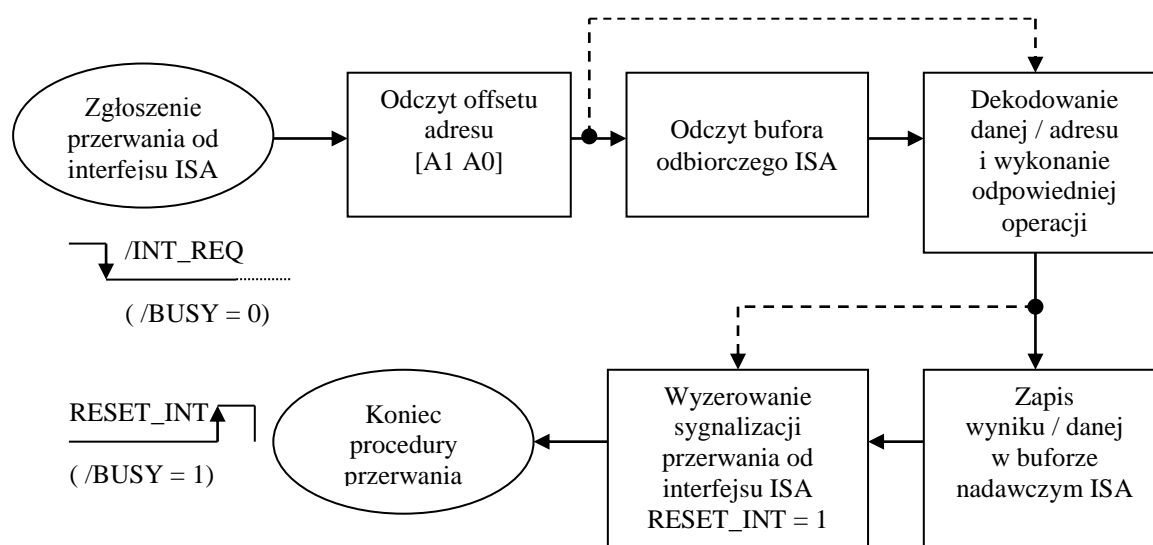 Zgłoszenie
przerwania od
interfejsu ISA
Odczyt offsetu
adresu
[A1 A0]
Odczyt bufora
odbiorczego ISA
Dekodowanie
danej / adresu
i wykonanie
odpowiedniej
operacji
/INT_REQ
( /BUSY = 0)
RESET_INT
( /BUSY = 1)
Koniec
procedury
przerwania
Wyzerowanie
sygnalizacji
przerwania od
interfejsu ISA
RESET_INT = 1
Zapis
wyniku / danej
w buforze
nadawczym ISA